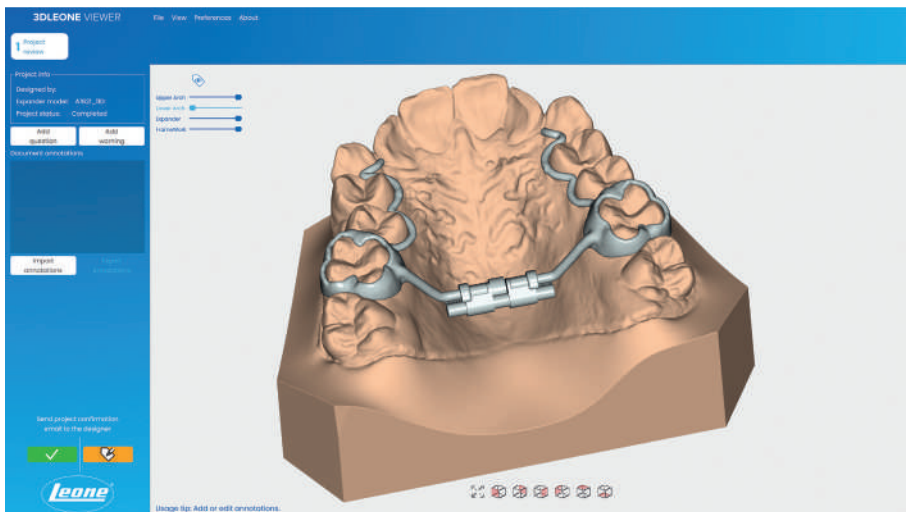 3DLEONE VIEWER
File View Preferences About
1 Project
review
Project info
Designed by:
Expander model:
Project status: Completed
Add
question
Add
warning
Document annotations
Upper Arch
Lower Arch
Expander
Framework
Import
annotations
Export
annotations
Send project confirmation
email to the designer
Leone
Usage tip: Add or edit annotations.